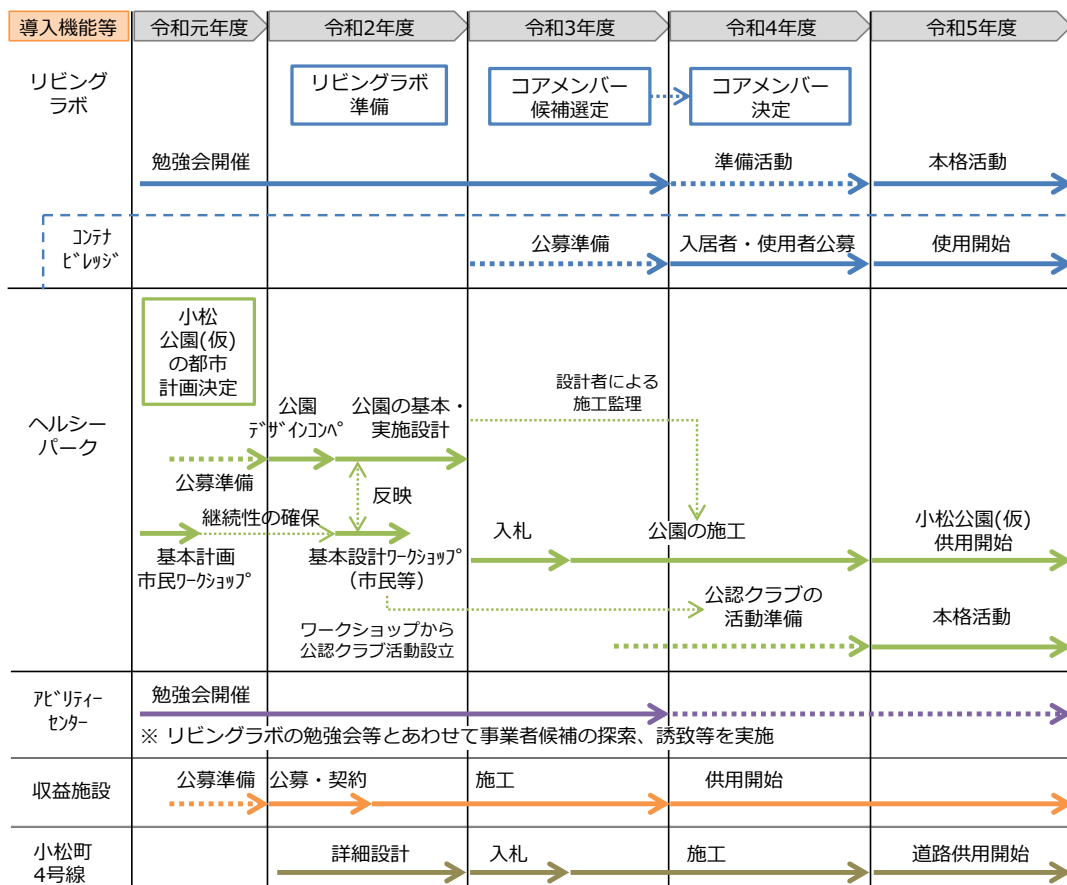 導入機能等
令和元年度
令和2年度
令和3年度
令和4年度
令和5年度
リビング
ラボ
リビングラボ
準備
コアメンバー
候補選定
コアメンバー
決定
勉強会開催
準備活動
本格活動
ｺﾝﾃﾅ
ﾋﾞﾚｯｼﾞ
公募準備
入居者・使用者公募
使用開始
ヘルシー
パーク
小松
公園(仮)
の都市
計画決定
公園
ﾃﾞｻﾞｲﾝｺﾝﾍﾟ
公園の基本・
実施設計
設計者による
施工監理
公募準備
反映
継続性の確保
基本計画
市民ﾜｰｸｼｮｯﾌﾟ
基本設計ﾜｰｸｼｮｯﾌﾟ
(市民等)
入札
公園の施工
小松公園(仮)
供用開始
ワークショップから
公認クラブ活動設立
公認クラブの
活動準備
本格活動
ｱﾋﾞﾘﾃｨｰ
ｾﾝﾀｰ
勉強会開催
※ リビングラボの勉強会等とあわせて事業者候補の探索、誘致等を実施
収益施設
公募準備
公募・契約
施工
供用開始
小松町
4号線
詳細設計
入札
施工
道路供用開始